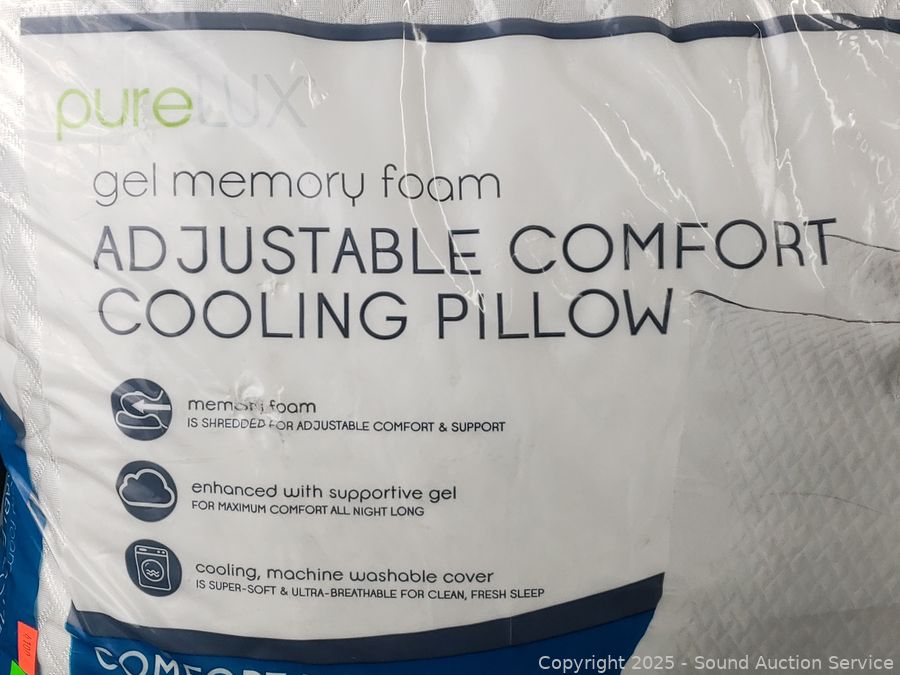 pureLUX
gel memory foam
ADJUSTABLE COMFORT
COOLING PILLOW
memory foam
IS SHREDDED FOR ADJUSTABLE COMFORT & SUPPORT
enhanced with supportive gel
FOR MAXIMUM COMFORT ALL NIGHT LONG
cooling, machine washable cover
IS SUPER-SOFT & ULTRA-BREATHABLE FOR CLEAN, FRESH SLEEP
COMFORT
Copyright 2025 - Sound Auction Service